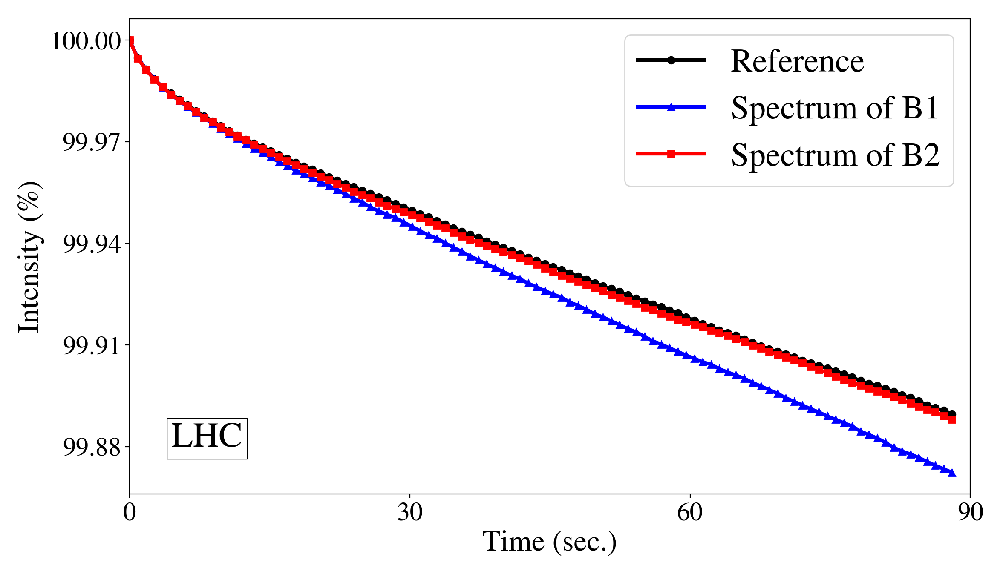 100.00
99.97
99.94
99.91
99.88
Intensity (%)
Reference
Spectrum of B1
Spectrum of B2
LHC
0 30 60 90
Time (sec.)